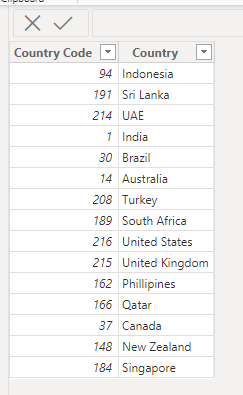 Clipboard
Country Code Country
94 Indonesia
191 Sri Lanka
214 UAE
1 India
30 Brazil
14 Australia
208 Turkey
189 South Africa
216 United States
215 United Kingdom
162 Phillipines
166 Qatar
37 Canada
148 New Zealand
184 Singapore